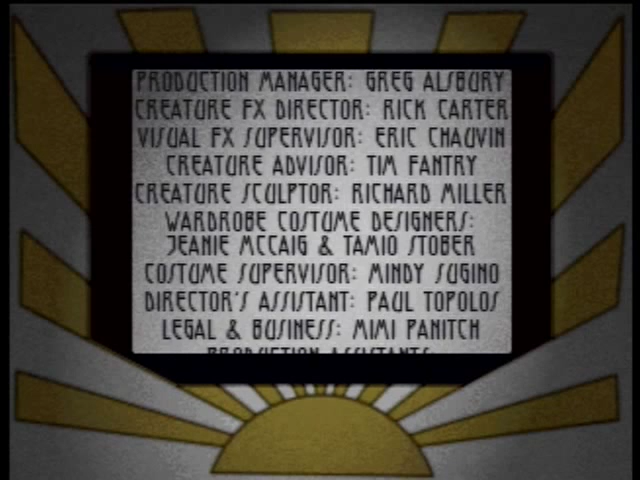 PRODUCTION MANAGER: GREG ALSBURY
CREATURE FX DIRECTOR: RICK CARTER
VISUAL FX SUPERVISOR: ERIC CHAUVIN
CREATURE ADVISOR: TIM FANTRY
CREATURE SCULPTOR: RICHARD MILLER
WARDROBE COSTUME DESIGNERS:
JEANIE MCCAIG & TAMIO STOBER
COSTUME SUPERVISOR: MINDY SUGINO
DIRECTOR'S ASSISTANT: PAUL TOPOLOS
LEGAL & BUSINESS: MIMI PANITCH
PRODUCTION ASSISTANTS